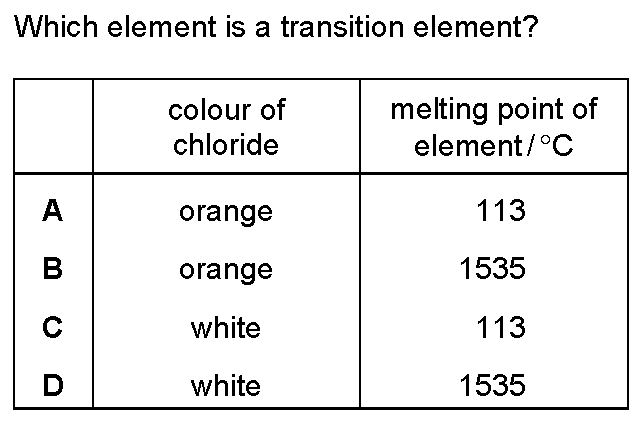 Which element is a transition element?
colour of chloride melting point of element / °C
A orange 113
B orange 1535
C white 113
D white 1535